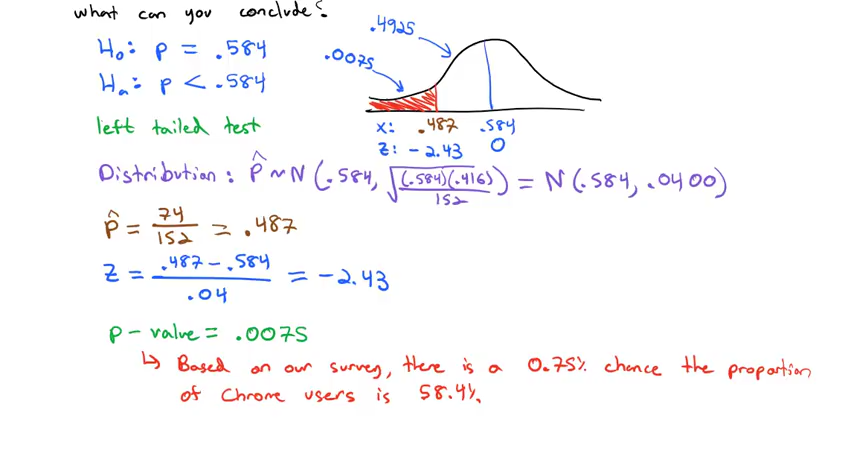 what can you conclude?
H₀: p = .584
Hₐ: p < .584
left tailed test
.4925
.0075
x: .487 .584
z: -2.43 0
Distribution: p̂ ~ N(.584, √((.584)(.416)/152)) = N(.584, .0400)
p̂ = 74/152 = .487
z = (.487 - .584)/.04 = -2.43
p-value = .0075
↳ Based on our survey, there is a 0.75% chance the proportion
of Chrome users is 58.4%.